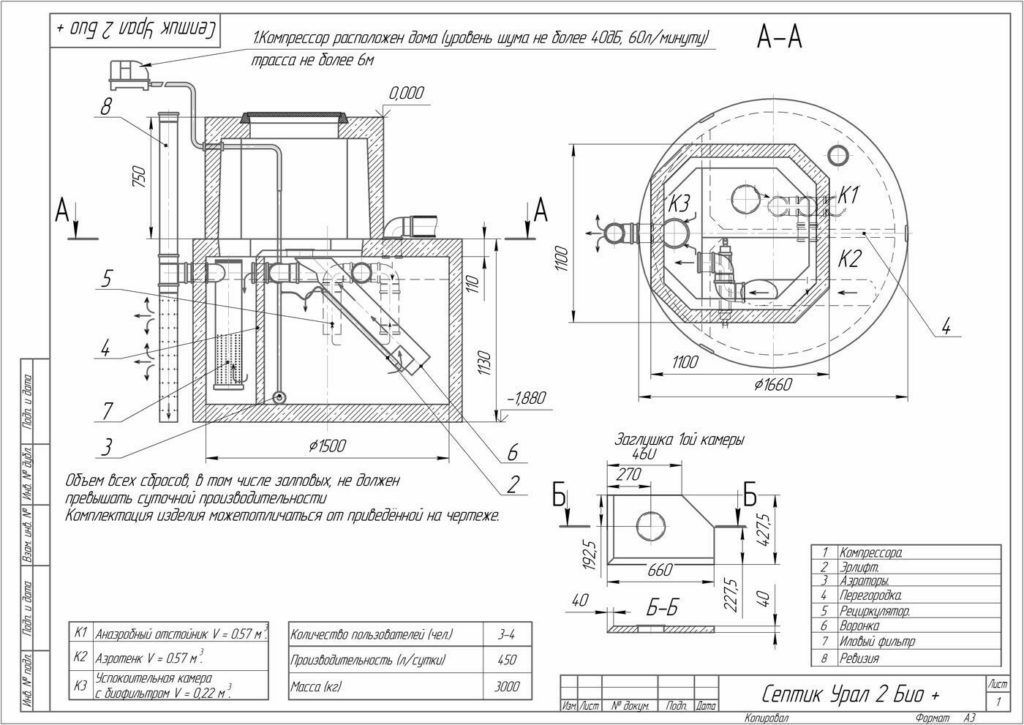 Септик Урал 2 био +
1.Компрессор расположен дома (уровень шума не более 40дБ, 60л/минуту)
трасса не более 6м
А-А
0,000
8
750
А
А
5
4
7
3
110
1130
-1,880
⌀1500
6
2
К3
К1
К2
1100
1100
⌀1660
4
Объем всех сбросов, в том числе залповых, не должен
превышать суточной производительности
Комплектация изделия можетотличаться от приведённой на чертеже.
Заглушка 1ой камеры
460
270
Б
Б
192,5
427,5
660
227,5
40
Б-Б
40
1 Компрессора.
2 Эрлифт.
3 Аэраторы.
4 Перегородка.
5 Рециркулятор.
6 Воронка
7 Иловый фильтр
8 Ревизия
К1 Анаэробный отстойник V = 0.57 м³.
К2 Аэротенк V = 0.57 м³.
К3 Успокоительная камера
с биофильтром V = 0,22 м³.
Количество пользователей (чел.) 3-4
Производительность (л/сутки) 450
Масса (кг) 3000
Подп. и дата
Инв. № дубл.
Взам. инв. №
Подп. и дата
Инв. № подл.
Изм. Лист № докум. Подп. Дата
Септик Урал 2 Био +
Лист
1
Копировал
Формат А3